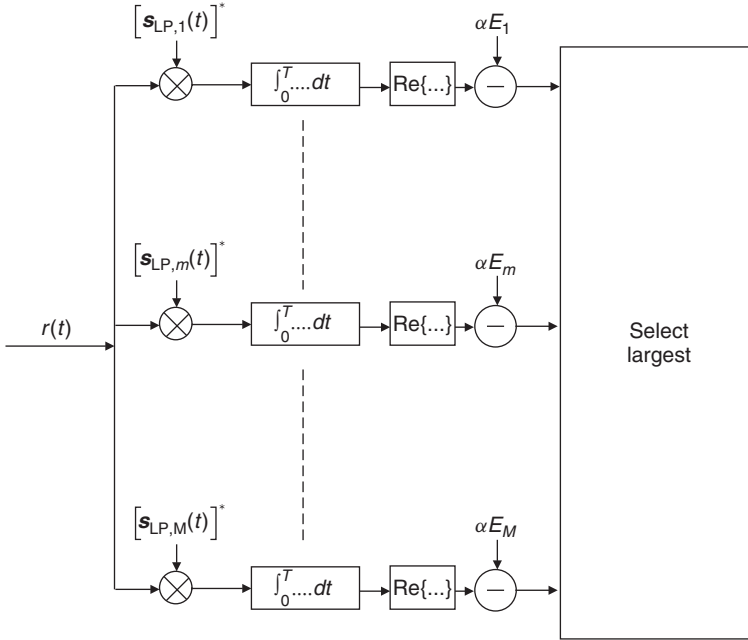 [s_LP,1(t)]*
αE_1
∫_0^T....dt
Re{...}
−
[s_LP,m(t)]*
αE_m
r(t)
∫_0^T....dt
Re{...}
−
Select
largest
[s_LP,M(t)]*
αE_M
∫_0^T....dt
Re{...}
−